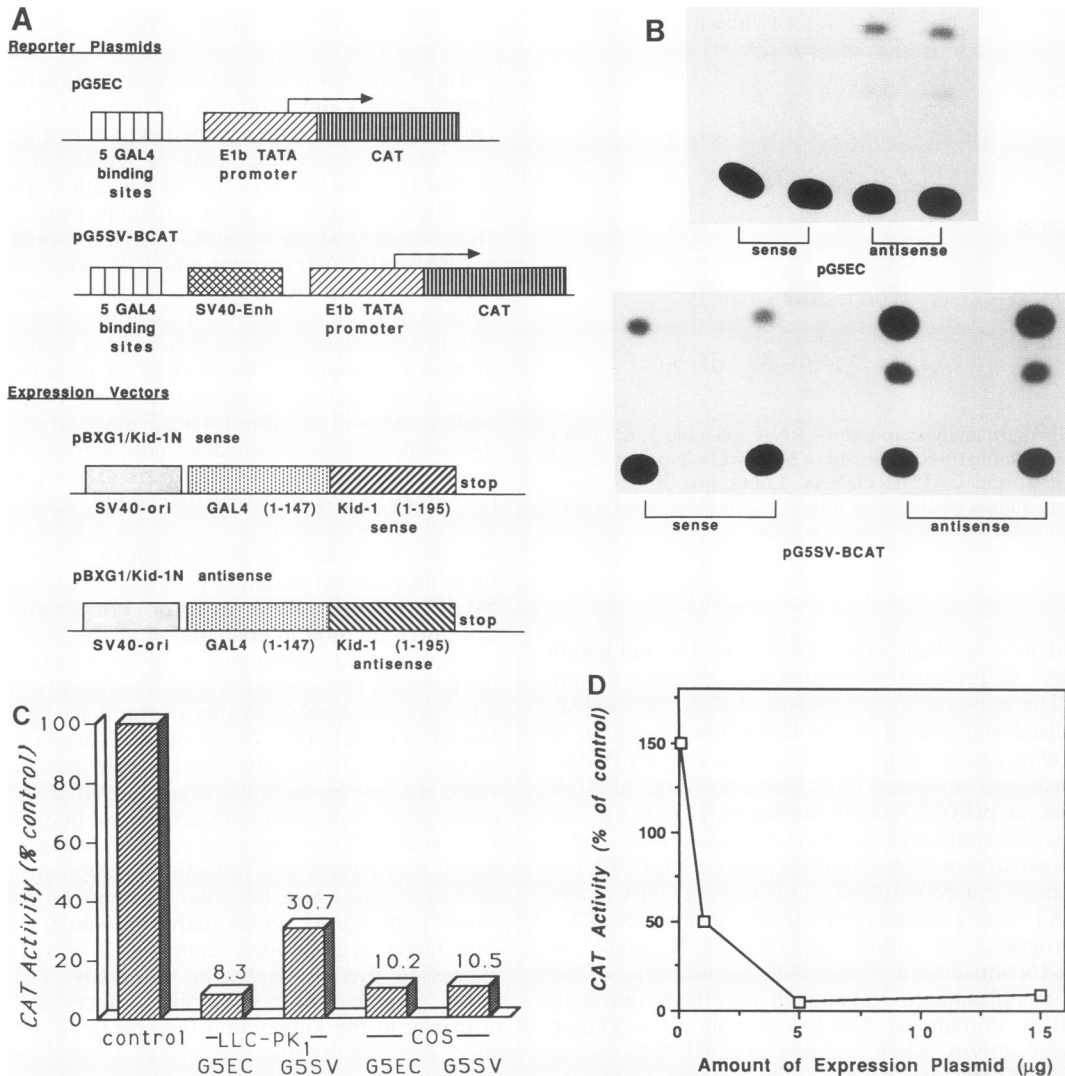 A
Reporter Plasmids
pG5EC
5 GAL4
binding
sites
E1b TATA
promoter
CAT
pG5SV-BCAT
5 GAL4
binding
sites
SV40-Enh
E1b TATA
promoter
CAT
Expression Vectors
pBXG1/Kid-1N sense
stop
SV40-ori GAL4 (1-147) Kid-1 (1-195)
sense
pBXG1/Kid-1N antisense
stop
SV40-ori GAL4 (1-147) Kid-1 (1-195)
antisense
B
sense antisense
pG5EC
sense antisense
pG5SV-BCAT
C
CAT Activity (% control))
100
80
60
40
20
0
8.3
30.7
10.2
10.5
control LLC-PK1 COS
G5EC G5SV G5EC G5SV
D
CAT Activity (% of control)
150
100
50
0
0 5 10 15
Amount of Expression Plasmid (μg)